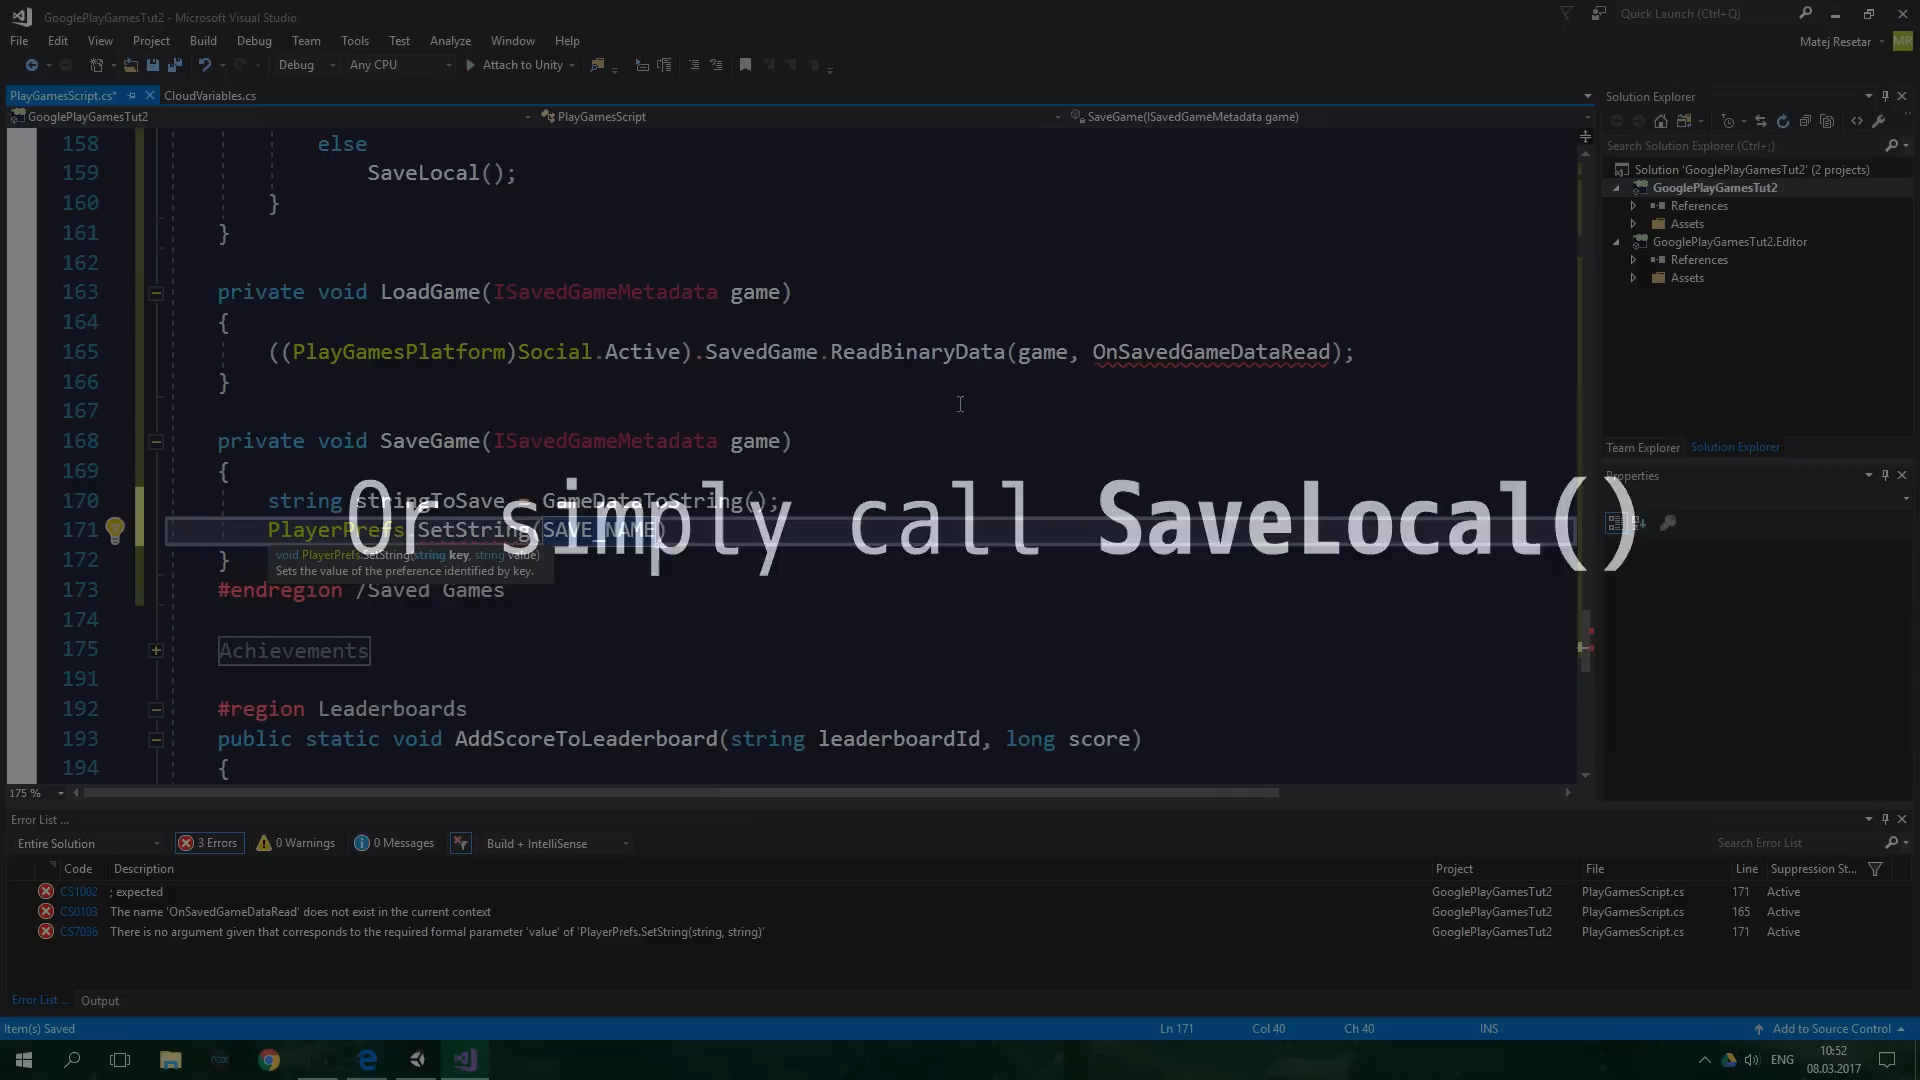 GooglePlayGamesTut2 - Microsoft Visual Studio
Quick Launch (Ctrl+Q)
File Edit View Project Build Debug Team Tools Test Analyze Window Help
Matej Resetar
MR
Debug Any CPU Attach to Unity
PlayGamesScript.cs* CloudVariables.cs
GooglePlayGamesTut2 PlayGamesScript SaveGame(ISavedGameMetadata game)
158 else
159 SaveLocal();
160 }
161 }
162
163 private void LoadGame(ISavedGameMetadata game)
164 {
165 ((PlayGamesPlatform)Social.Active).SavedGame.ReadBinaryData(game, OnSavedGameDataRead);
166 }
167
168 private void SaveGame(ISavedGameMetadata game)
169 {
170 string stringToSave = GameDataToString();
171 PlayerPrefs.SetString(SAVE_NAME)
Or simply call SaveLocal()
void PlayerPrefs.SetString(string key, string value)
Sets the value of the preference identified by key.
172 }
173 #endregion /Saved Games
174
175 Achievements
191
192 #region Leaderboards
193 public static void AddScoreToLeaderboard(string leaderboardId, long score)
194 {
175 %
Solution Explorer
Search Solution Explorer (Ctrl+;)
Solution 'GooglePlayGamesTut2' (2 projects)
GooglePlayGamesTut2
References
Assets
GooglePlayGamesTut2.Editor
References
Assets
Team Explorer Solution Explorer
Properties
Error List ...
Entire Solution 3 Errors 0 Warnings 0 Messages Build + IntelliSense Search Error List
Code Description Project File Line Suppression St...
CS1002 ; expected GooglePlayGamesTut2 PlayGamesScript.cs 171 Active
CS0103 The name 'OnSavedGameDataRead' does not exist in the current context GooglePlayGamesTut2 PlayGamesScript.cs 165 Active
CS7036 There is no argument given that corresponds to the required formal parameter 'value' of 'PlayerPrefs.SetString(string, string)' GooglePlayGamesTut2 PlayGamesScript.cs 171 Active
Error List ... Output
Item(s) Saved Ln 171 Col 40 Ch 40 INS Add to Source Control
ENG 10:52
08.03.2017